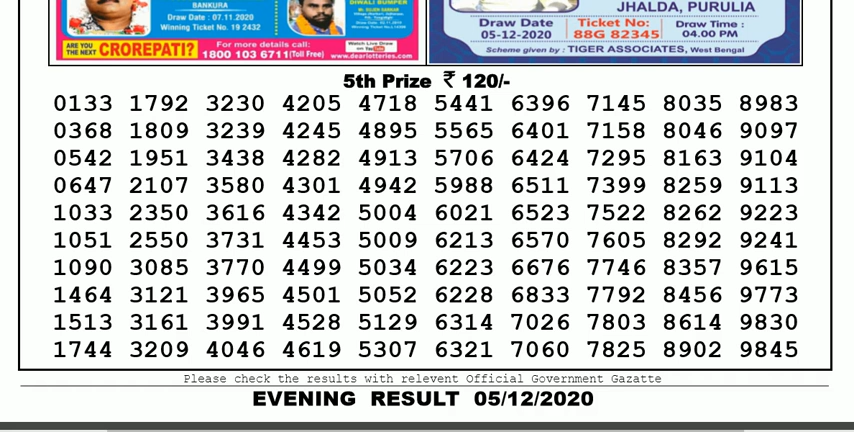 BANKURA
Draw Date : 07.11.2020
Winning Ticket No. 19 2432
DIWALI BUMPER
ARE YOU THE NEXT CROREPATI?
For more details call:
1800 103 6711(Toll Free)
Watch Live Draw
www.dearlotteries.com
JHALDA, PURULIA
Draw Date
05-12-2020
Ticket No:
88G 82345
Draw Time :
04.00 PM
Scheme given by : TIGER ASSOCIATES, West Bengal
5th Prize ₹ 120/-
0133 1792 3230 4205 4718 5441 6396 7145 8035 8983
0368 1809 3239 4245 4895 5565 6401 7158 8046 9097
0542 1951 3438 4282 4913 5706 6424 7295 8163 9104
0647 2107 3580 4301 4942 5988 6511 7399 8259 9113
1033 2350 3616 4342 5004 6021 6523 7522 8262 9223
1051 2550 3731 4453 5009 6213 6570 7605 8292 9241
1090 3085 3770 4499 5034 6223 6676 7746 8357 9615
1464 3121 3965 4501 5052 6228 6833 7792 8456 9773
1513 3161 3991 4528 5129 6314 7026 7803 8614 9830
1744 3209 4046 4619 5307 6321 7060 7825 8902 9845
Please check the results with relevent Official Government Gazatte
EVENING RESULT 05/12/2020